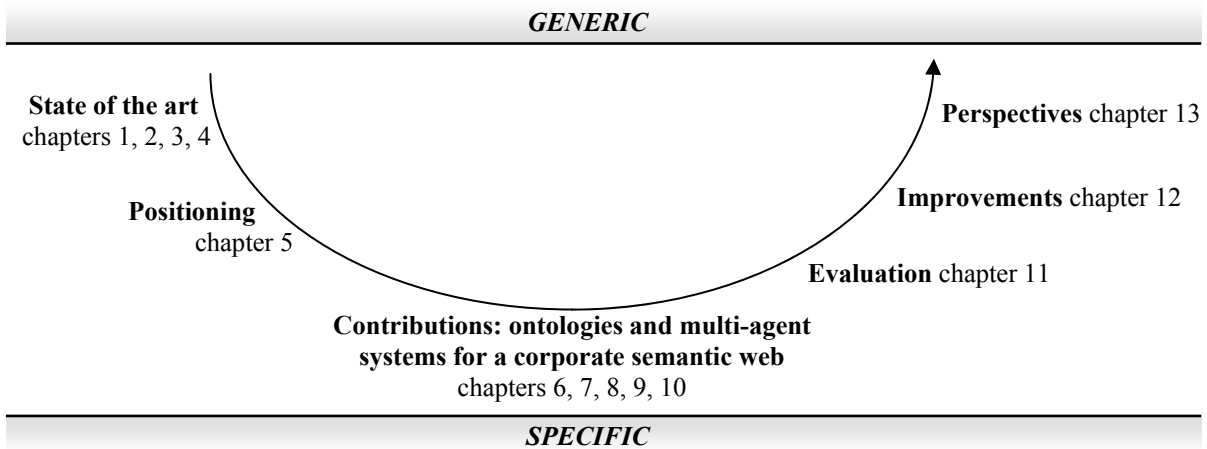 GENERIC
State of the art
chapters 1, 2, 3, 4
Positioning
chapter 5
Contributions: ontologies and multi-agent
systems for a corporate semantic web
chapters 6, 7, 8, 9, 10
Evaluation chapter 11
Improvements chapter 12
Perspectives chapter 13
SPECIFIC